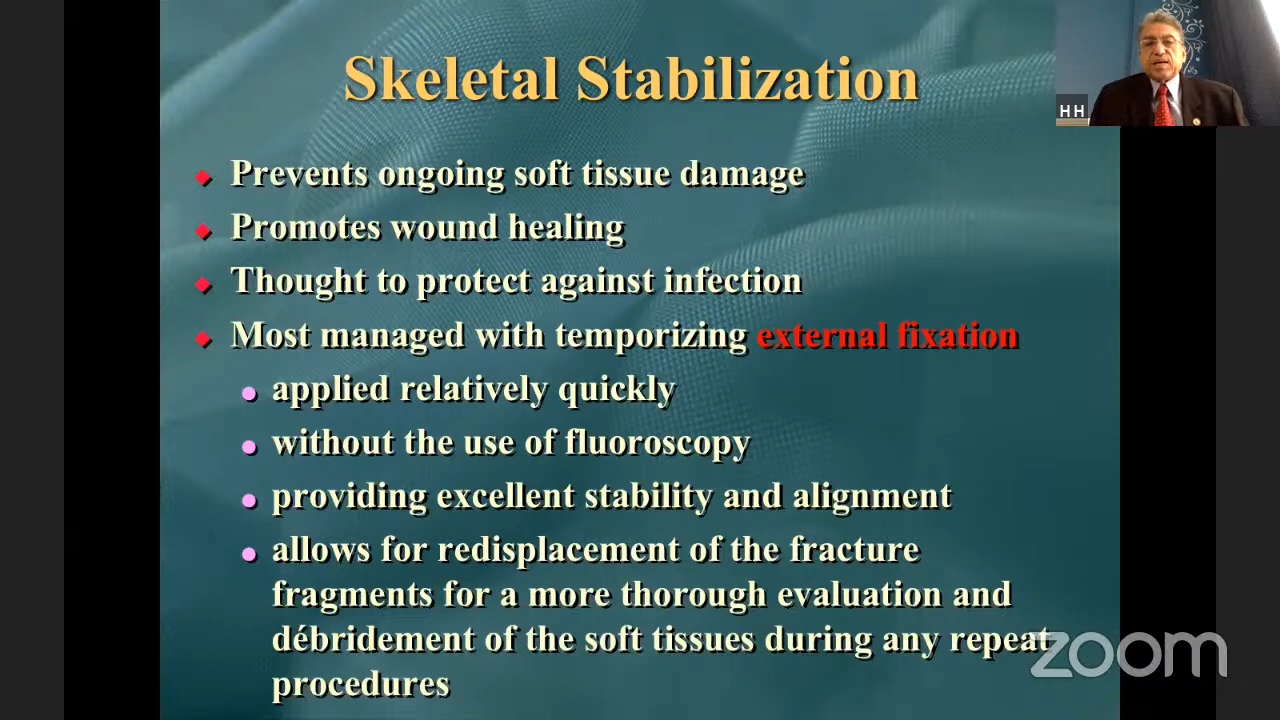 Skeletal Stabilization
HH
Prevents ongoing soft tissue damage
Promotes wound healing
Thought to protect against infection
Most managed with temporizing external fixation
applied relatively quickly
without the use of fluoroscopy
providing excellent stability and alignment
allows for redisplacement of the fracture
fragments for a more thorough evaluation and
débridement of the soft tissues during any repeat
procedures
zoom